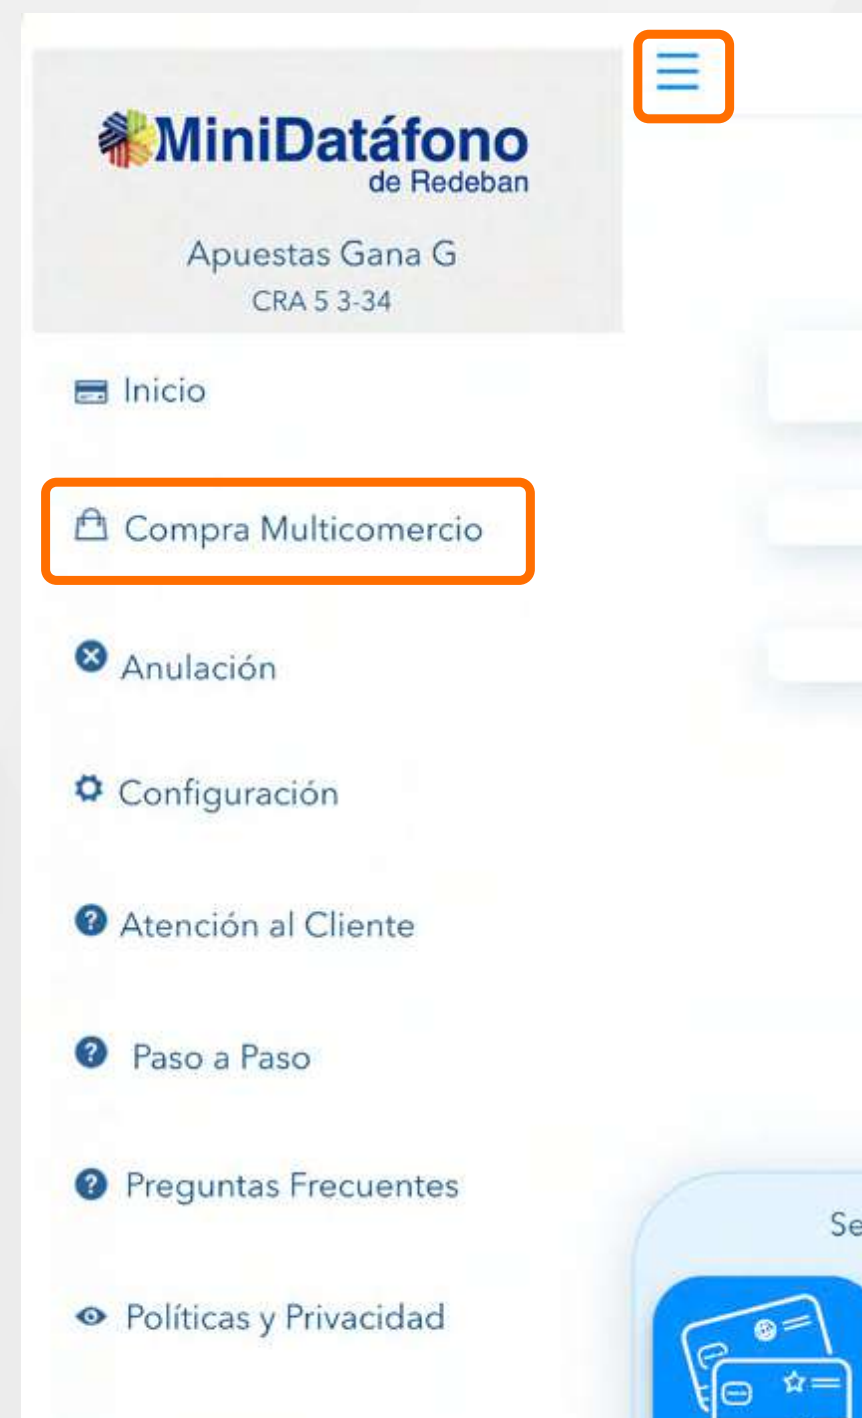 MiniDatáfono
de Redeban
Apuestas Gana G
CRA 5 3-34
Inicio
Compra Multicomercio
Anulación
Configuración
Atención al Cliente
Paso a Paso
Preguntas Frecuentes
Se
Políticas y Privacidad